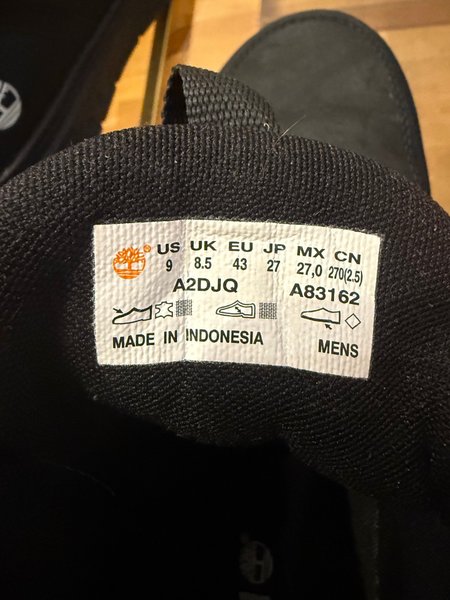 US UK EU JP MX CN
9 8.5 43 27 27,0 270(2.5)
A2DJQ A83162
MADE IN INDONESIA MENS